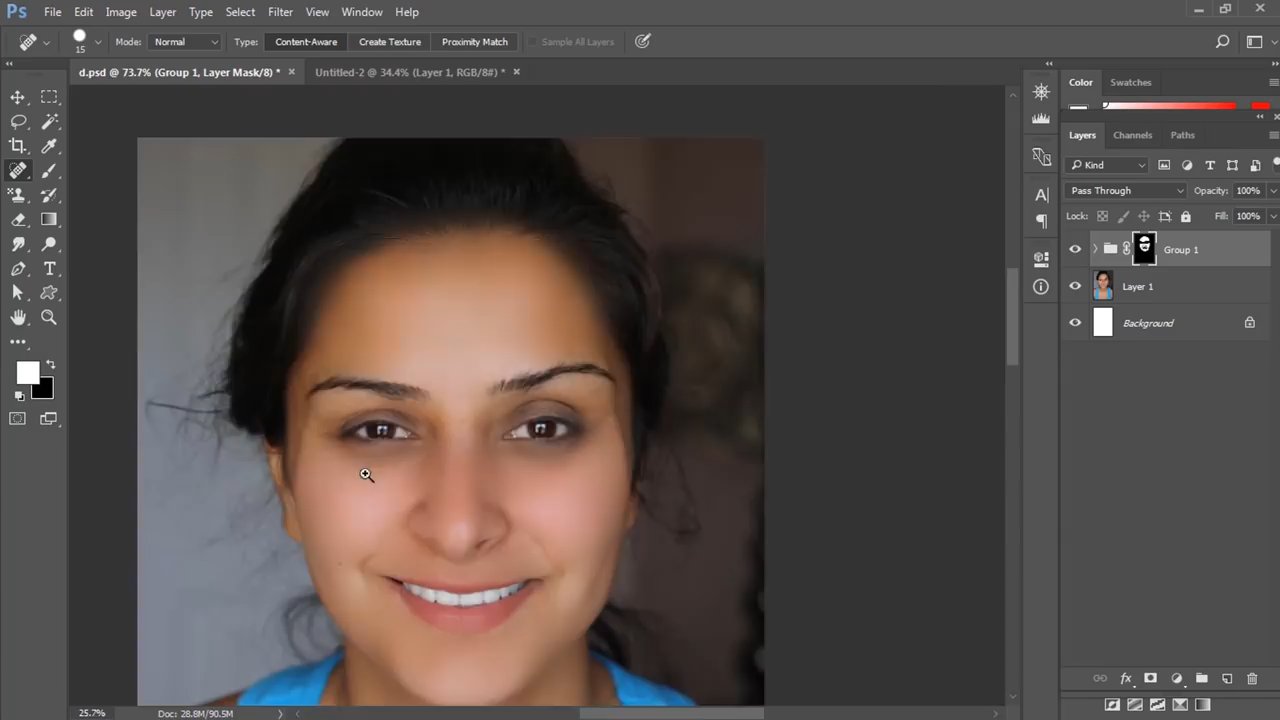 Ps File Edit Image Layer Type Select Filter 3D View Window Help
15 Mode: Normal Type: Content-Aware Create Texture Proximity Match Sample All Layers
d.psd @ 73.7% (Group 1, Layer Mask/8) * × Untitled-2 @ 34.4% (Layer 1, RGB/8#) * ×
Color Swatches
Layers Channels Paths
Kind
Pass Through Opacity: 100%
Lock: Fill: 100%
Group 1
Layer 1
Background
25.7% Doc: 28.8M/90.5M